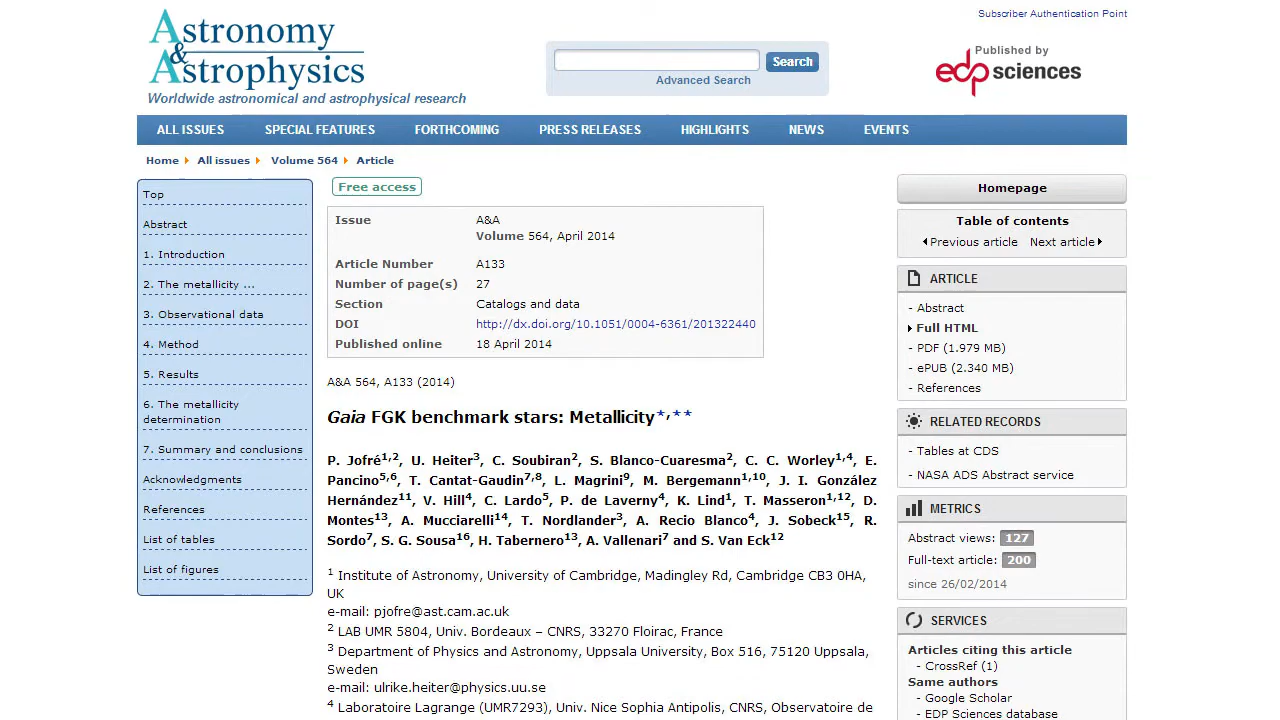 Subscriber Authentication Point
Astronomy
&
Astrophysics
Worldwide astronomical and astrophysical research
Search
Advanced Search
Published by
edp sciences
ALL ISSUES SPECIAL FEATURES FORTHCOMING PRESS RELEASES HIGHLIGHTS NEWS EVENTS
Home All issues Volume 564 Article
Top
Abstract
1. Introduction
2. The metallicity ...
3. Observational data
4. Method
5. Results
6. The metallicity
determination
7. Summary and conclusions
Acknowledgments
References
List of tables
List of figures
Free access
Issue A&A
Volume 564, April 2014
Article Number A133
Number of page(s) 27
Section Catalogs and data
DOI http://dx.doi.org/10.1051/0004-6361/201322440
Published online 18 April 2014
A&A 564, A133 (2014)
Gaia FGK benchmark stars: Metallicity*,**
P. Jofré1,2, U. Heiter3, C. Soubiran2, S. Blanco-Cuaresma2, C. C. Worley1,4, E.
Pancino5,6, T. Cantat-Gaudin7,8, L. Magrini9, M. Bergemann1,10, J. I. González
Hernández11, V. Hill4, C. Lardo5, P. de Laverny4, K. Lind1, T. Masseron1,12, D.
Montes13, A. Mucciarelli14, T. Nordlander3, A. Recio Blanco4, J. Sobeck15, R.
Sordo7, S. G. Sousa16, H. Tabernero13, A. Vallenari7 and S. Van Eck12
1 Institute of Astronomy, University of Cambridge, Madingley Rd, Cambridge CB3 0HA,
UK
e-mail: pjofre@ast.cam.ac.uk
2 LAB UMR 5804, Univ. Bordeaux – CNRS, 33270 Floirac, France
3 Department of Physics and Astronomy, Uppsala University, Box 516, 75120 Uppsala,
Sweden
e-mail: ulrike.heiter@physics.uu.se
4 Laboratoire Lagrange (UMR7293), Univ. Nice Sophia Antipolis, CNRS, Observatoire de
Homepage
Table of contents
Previous article Next article
ARTICLE
- Abstract
Full HTML
- PDF (1.979 MB)
- ePUB (2.340 MB)
- References
RELATED RECORDS
- Tables at CDS
- NASA ADS Abstract service
METRICS
Abstract views: 127
Full-text article: 200
since 26/02/2014
SERVICES
Articles citing this article
- CrossRef (1)
Same authors
- Google Scholar
- EDP Sciences database